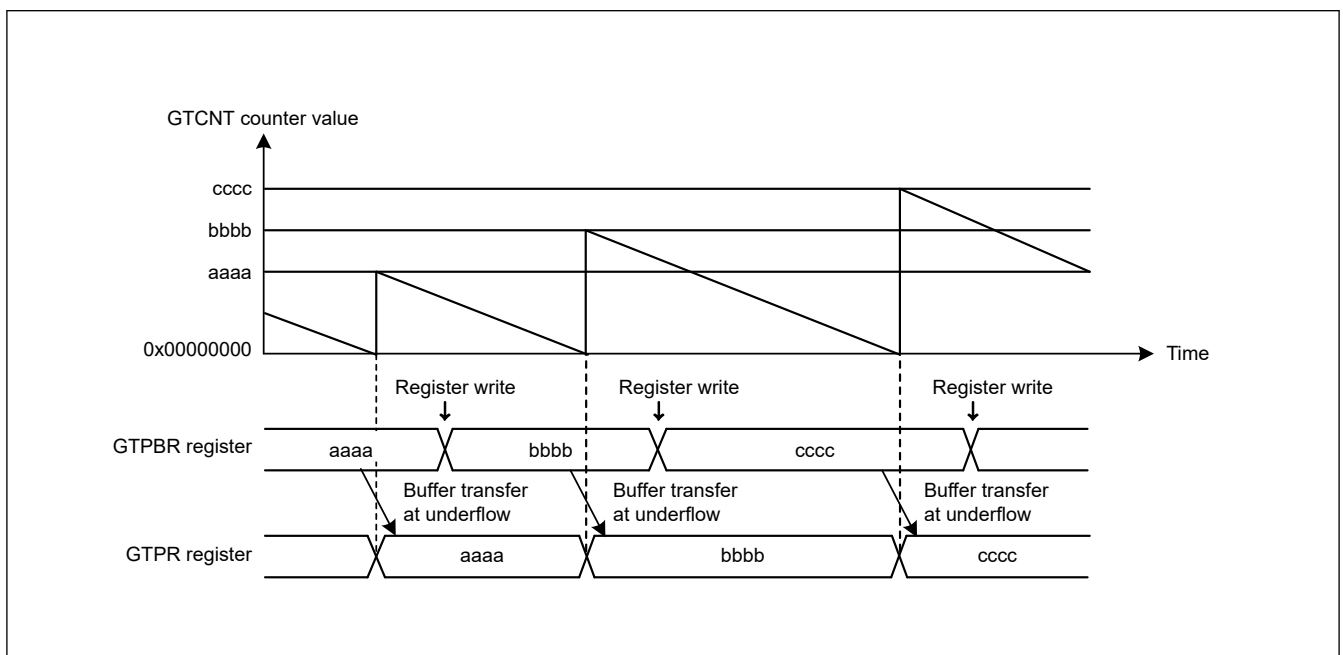 GTCNT counter value
cccc
bbbb
aaaa
0x00000000
Time
Register write
Register write
Register write
GTPBR register
aaaa
bbbb
cccc
Buffer transfer
at underflow
Buffer transfer
at underflow
Buffer transfer
at underflow
GTPR register
aaaa
bbbb
cccc